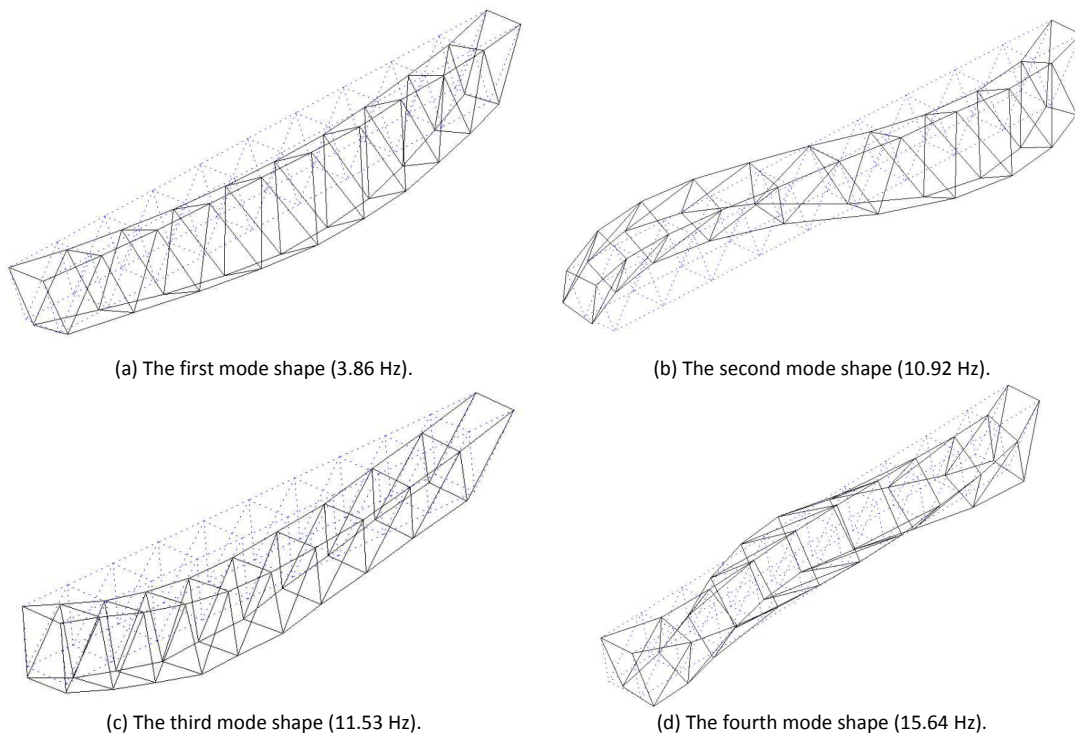 (a) The first mode shape (3.86 Hz).
(b) The second mode shape (10.92 Hz).
(c) The third mode shape (11.53 Hz).
(d) The fourth mode shape (15.64 Hz).